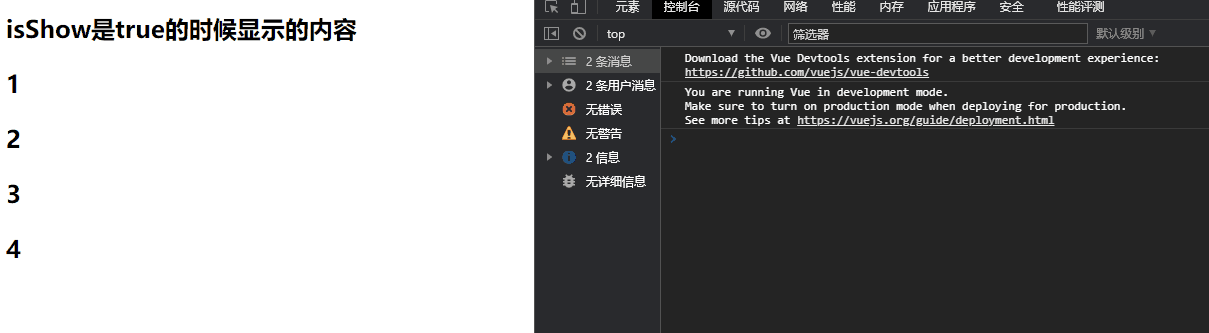 isShow是true的时候显示的内容
1
2
3
4
元素 控制台 源代码 网络 性能 内存 应用程序 安全 性能评测
top 筛选器 默认级别
2 条消息
2 条用户消息
无错误
无警告
2 信息
无详细信息
Download the Vue Devtools extension for a better development experience:
https://github.com/vuejs/vue-devtools
You are running Vue in development mode.
Make sure to turn on production mode when deploying for production.
See more tips at https://vuejs.org/guide/deployment.html